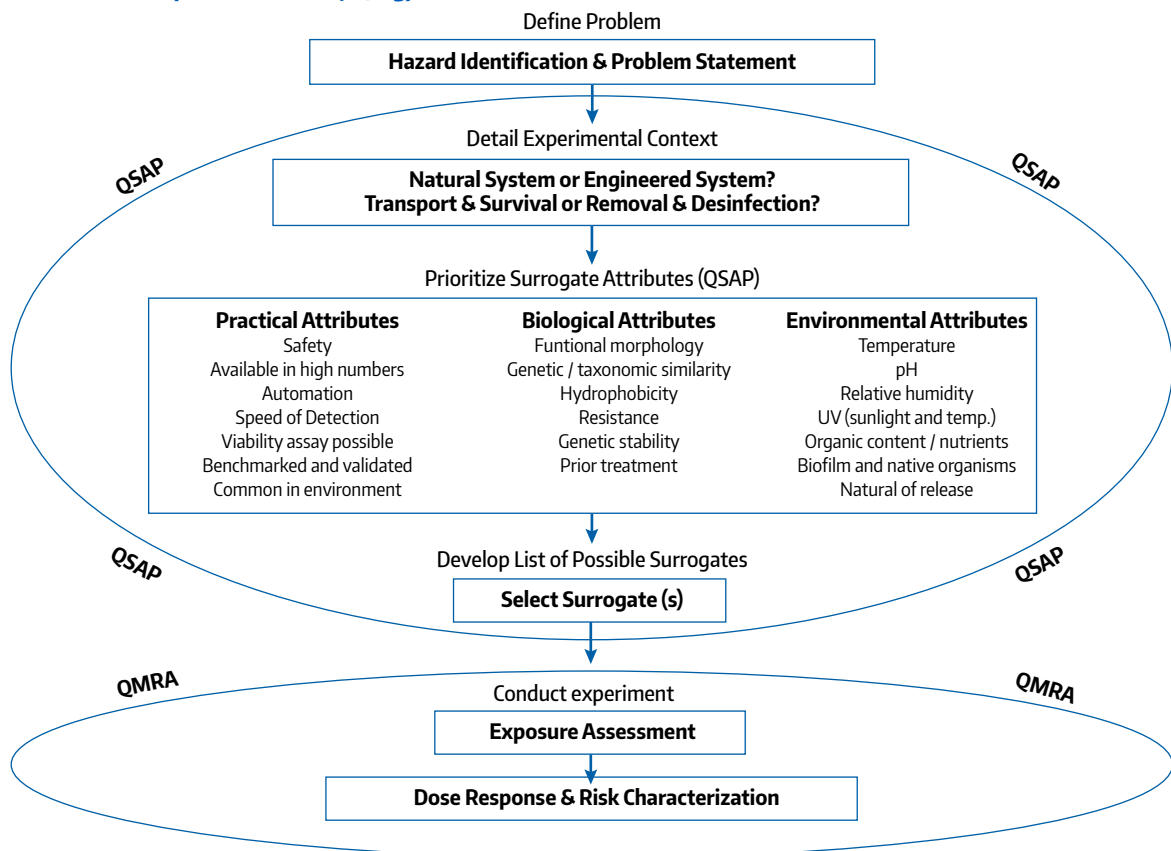 Define Problem
Hazard Identification & Problem Statement
Detail Experimental Context
QSAP
QSAP
Natural System or Engineered System?
Transport & Survival or Removal & Desinfection?
Prioritize Surrogate Attributes (QSAP)
Practical Attributes
Safety
Available in high numbers
Automation
Speed of Detection
Viability assay possible
Benchmarked and validated
Common in environment
Biological Attributes
Funtional morphology
Genetic / taxonomic similarity
Hydrophobicity
Resistance
Genetic stability
Prior treatment
Environmental Attributes
Temperature
pH
Relative humidity
UV (sunlight and temp.)
Organic content / nutrients
Biofilm and native organisms
Natural of release
QSAP
QSAP
Develop List of Possible Surrogates
Select Surrogate (s)
QMRA
QMRA
Conduct experiment
Exposure Assessment
Dose Response & Risk Characterization